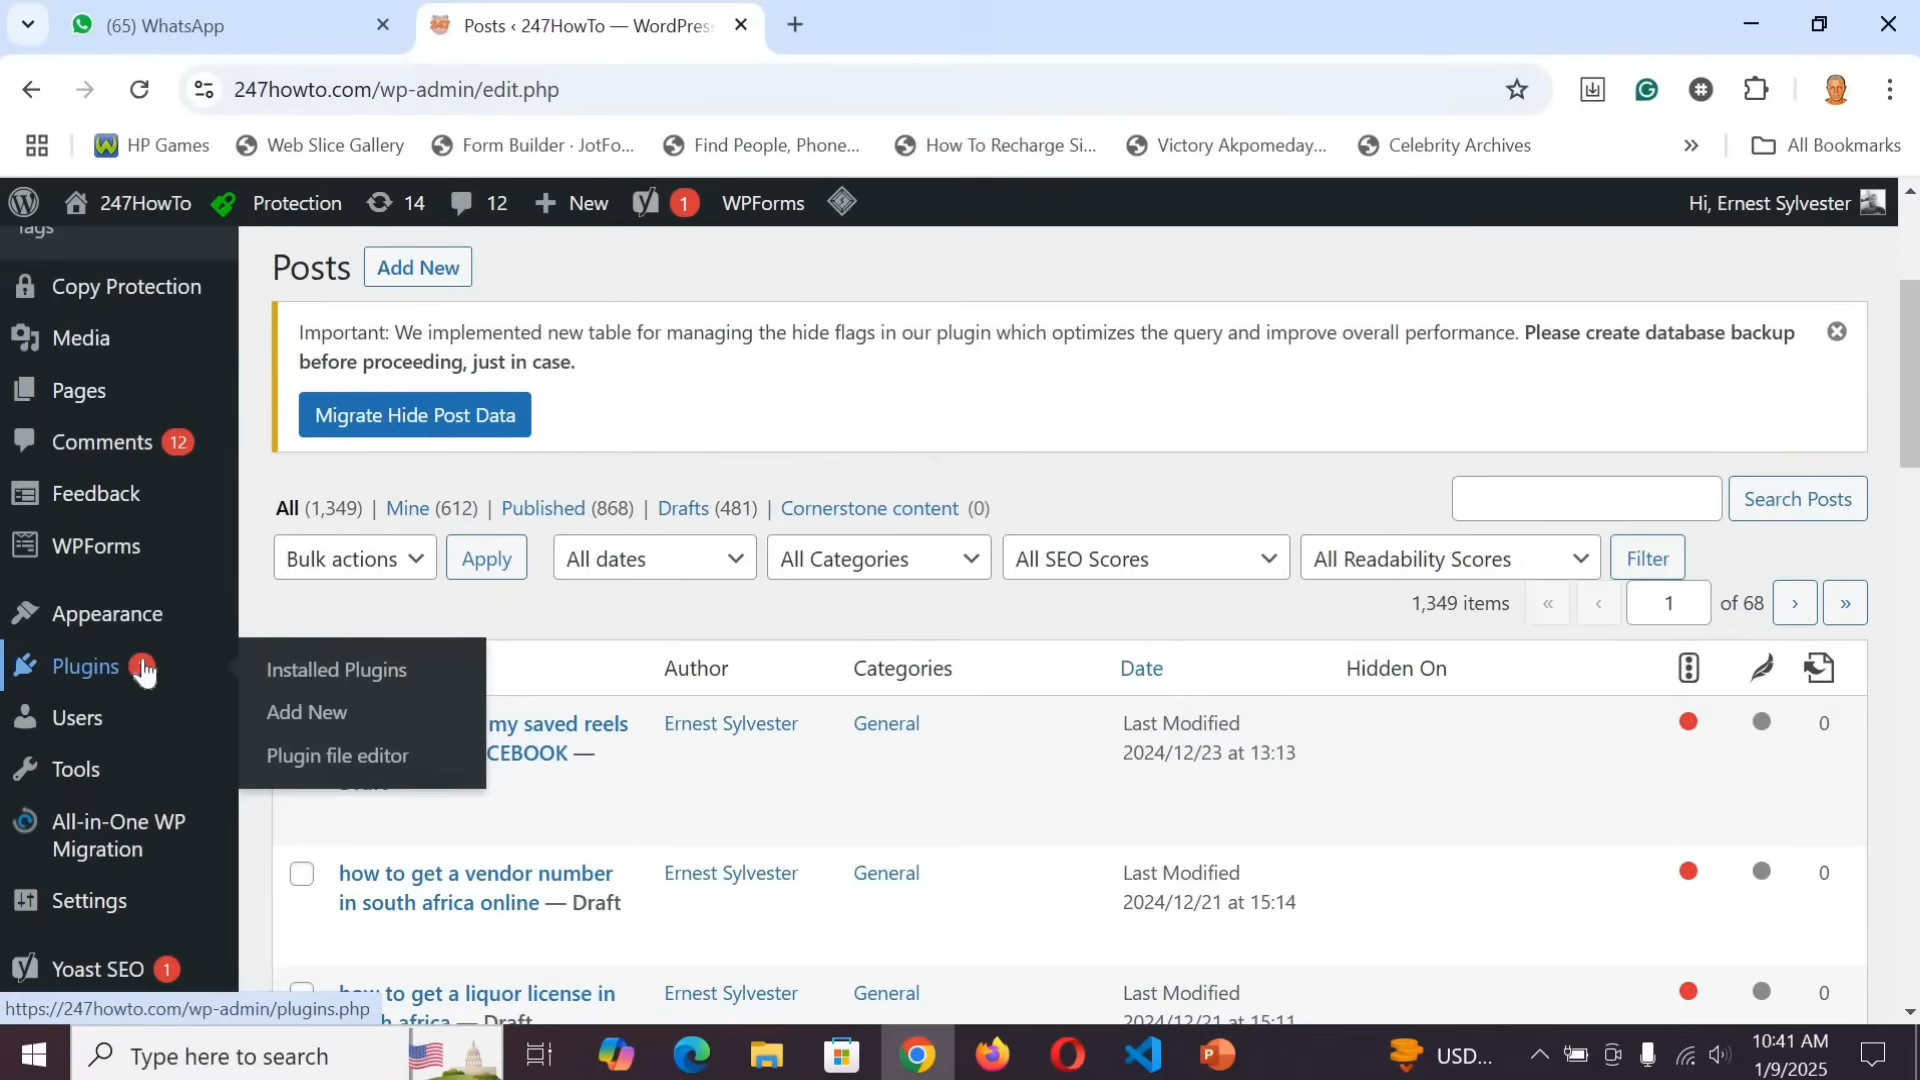 (65) WhatsApp
Posts ‹ 247HowTo — WordPres
247howto.com/wp-admin/edit.php
HP Games
Web Slice Gallery
Form Builder · JotFo...
Find People, Phone...
How To Recharge Si...
Victory Akpomeday...
Celebrity Archives
»
All Bookmarks
247HowTo
Protection
14
12
New
1
WPForms
Hi, Ernest Sylvester
Tags
Copy Protection
Media
Pages
Comments 12
Feedback
WPForms
Appearance
Plugins
Users
Tools
All-in-One WP
Migration
Settings
Yoast SEO 1
https://247howto.com/wp-admin/plugins.php
Installed Plugins
Add New
Plugin file editor
Posts
Add New
Important: We implemented new table for managing the hide flags in our plugin which optimizes the query and improve overall performance. Please create database backup
before proceeding, just in case.
Migrate Hide Post Data
All (1,349) | Mine (612) | Published (868) | Drafts (481) | Cornerstone content (0)
Search Posts
Bulk actions
Apply
All dates
All Categories
All SEO Scores
All Readability Scores
Filter
1,349 items « ‹ 1 of 68 › »
Author
Categories
Date
Hidden On
my saved reels
CEBOOK —
Ernest Sylvester
General
Last Modified
2024/12/23 at 13:13
0
how to get a vendor number
in south africa online — Draft
Ernest Sylvester
General
Last Modified
2024/12/21 at 15:14
0
how to get a liquor license in
h africa — Draft
Ernest Sylvester
General
Last Modified
2024/12/21 at 15:11
0
Type here to search
USD...
10:41 AM
1/9/2025